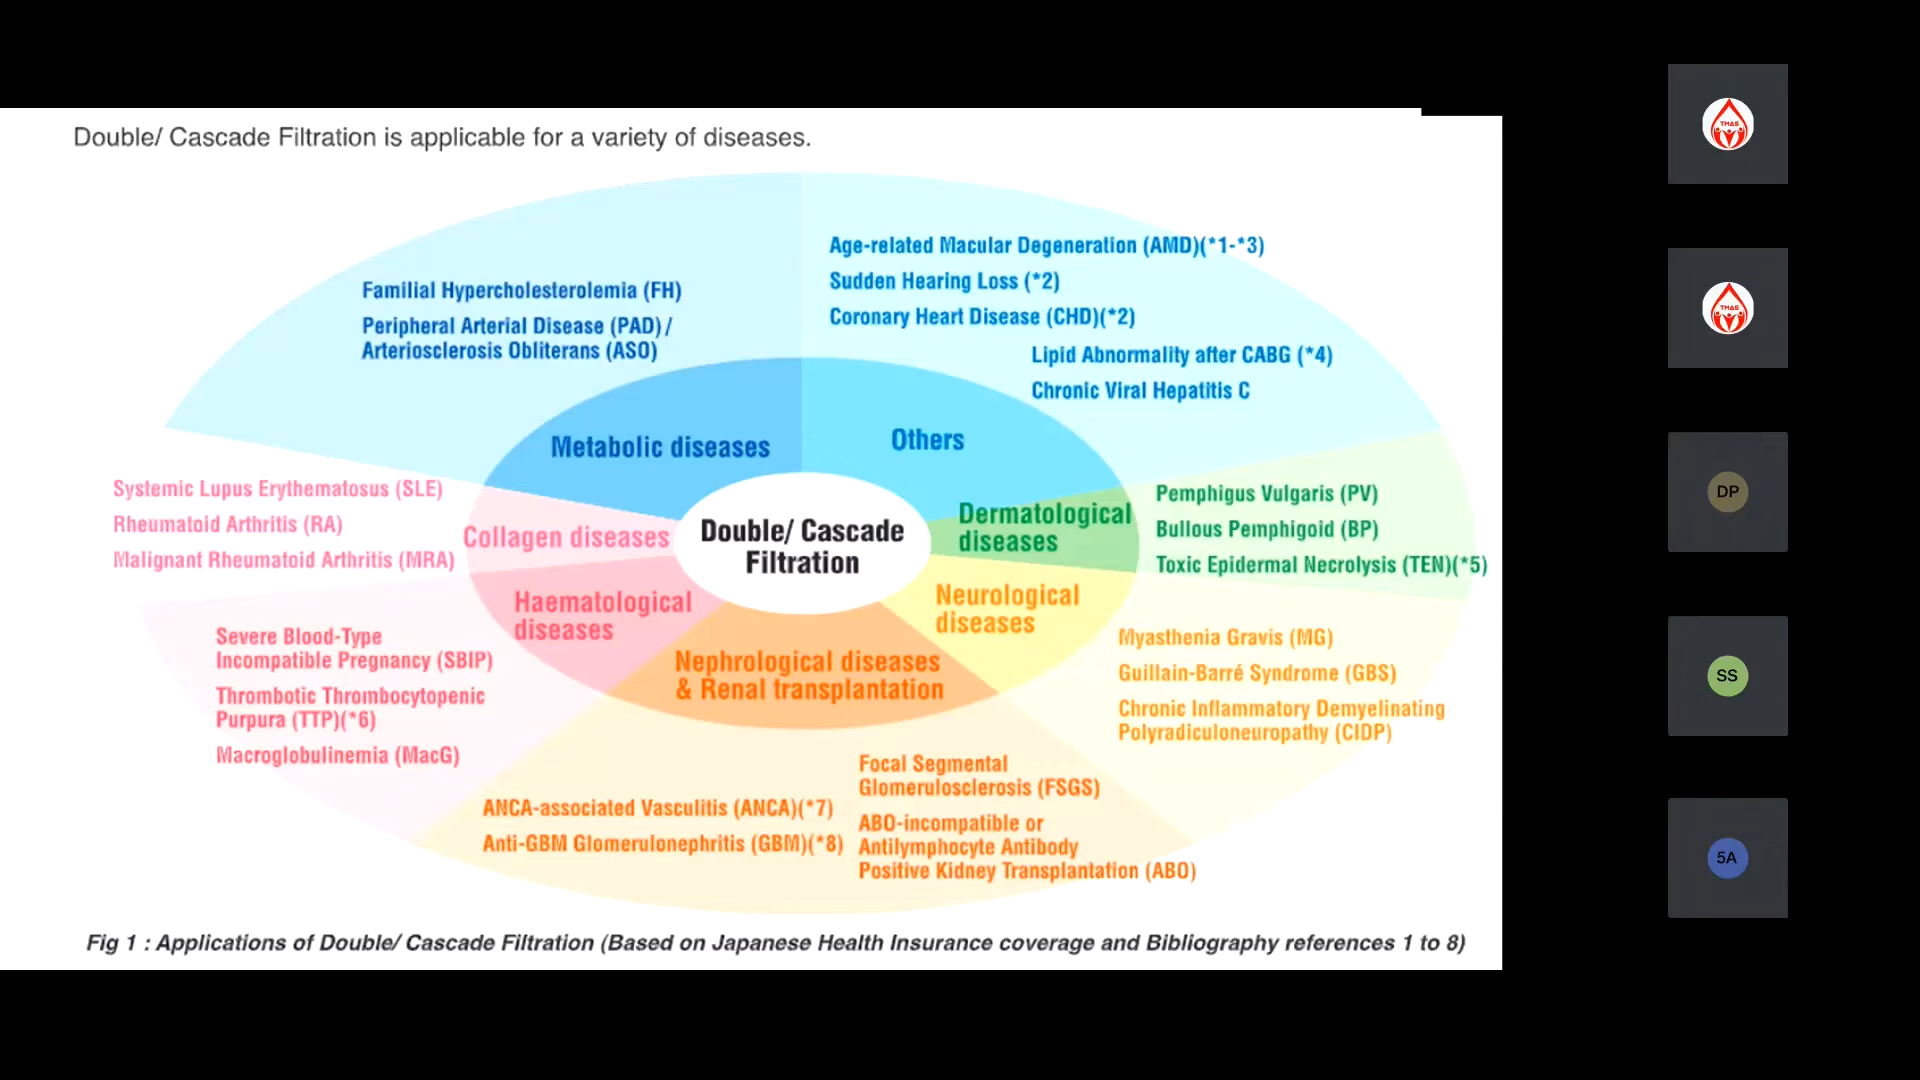 Double/ Cascade Filtration is applicable for a variety of diseases.
Familial Hypercholesterolemia (FH)
Peripheral Arterial Disease (PAD) /
Arteriosclerosis Obliterans (ASO)
Metabolic diseases
Age-related Macular Degeneration (AMD)(*1-*3)
Sudden Hearing Loss (*2)
Coronary Heart Disease (CHD)(*2)
Lipid Abnormality after CABG (*4)
Chronic Viral Hepatitis C
Others
Systemic Lupus Erythematosus (SLE)
Rheumatoid Arthritis (RA)
Malignant Rheumatoid Arthritis (MRA)
Collagen diseases
Double/ Cascade
Filtration
Dermatological
diseases
Pemphigus Vulgaris (PV)
Bullous Pemphigoid (BP)
Toxic Epidermal Necrolysis (TEN)(*5)
Haematological
diseases
Severe Blood-Type
Incompatible Pregnancy (SBIP)
Thrombotic Thrombocytopenic
Purpura (TTP)(*6)
Macroglobulinemia (MacG)
Nephrological diseases
& Renal transplantation
ANCA-associated Vasculitis (ANCA)(*7)
Anti-GBM Glomerulonephritis (GBM)(*8)
Focal Segmental
Glomerulosclerosis (FSGS)
ABO-incompatible or
Antilymphocyte Antibody
Positive Kidney Transplantation (ABO)
Neurological
diseases
Myasthenia Gravis (MG)
Guillain-Barré Syndrome (GBS)
Chronic Inflammatory Demyelinating
Polyradiculoneuropathy (CIDP)
Fig 1 : Applications of Double/ Cascade Filtration (Based on Japanese Health Insurance coverage and Bibliography references 1 to 8)
TMAS
TMAS
DP
SS
5A